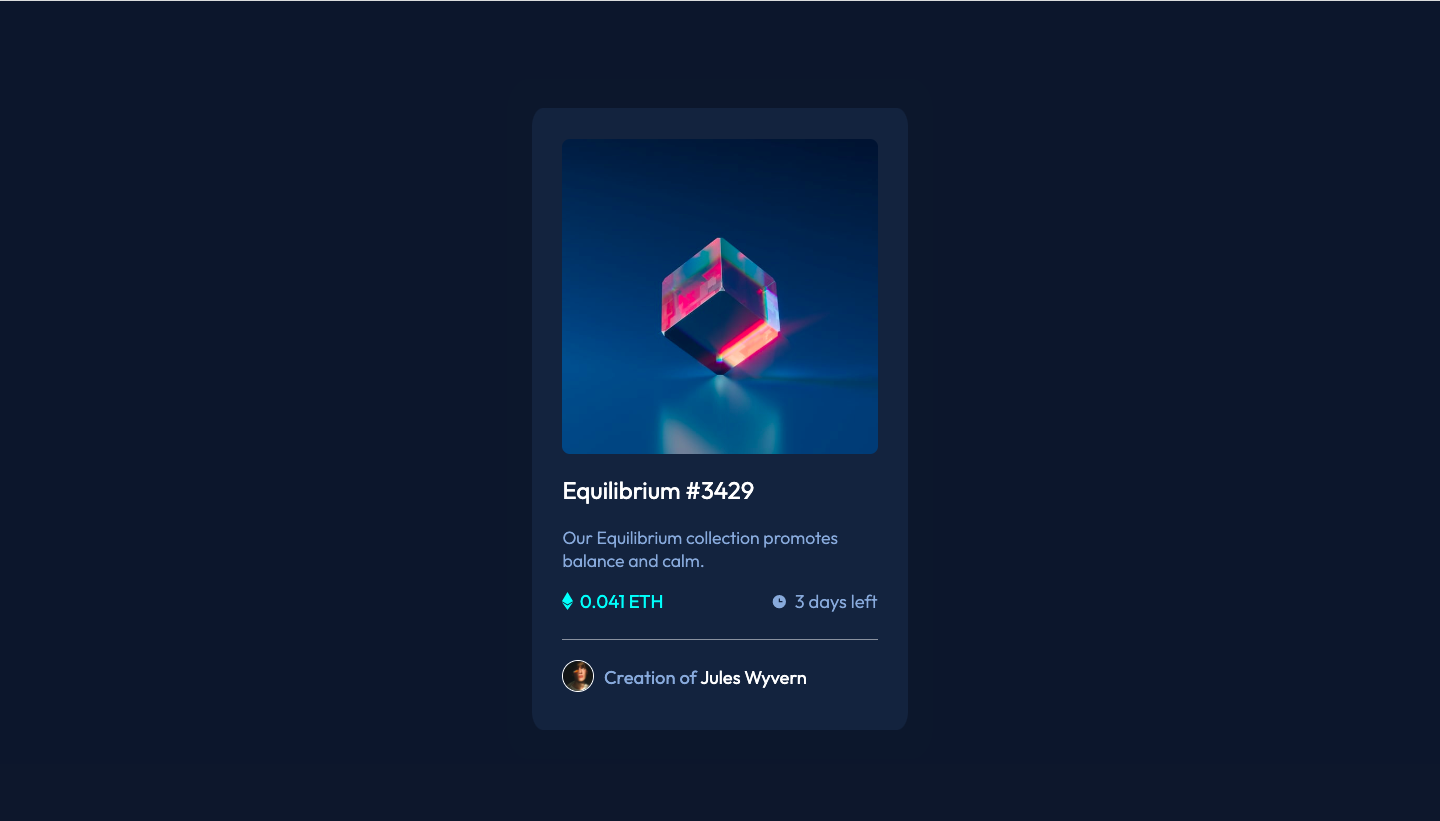 Equilibrium #3429
Our Equilibrium collection promotes
balance and calm.
0.041 ETH
3 days left
Creation of Jules Wyvern